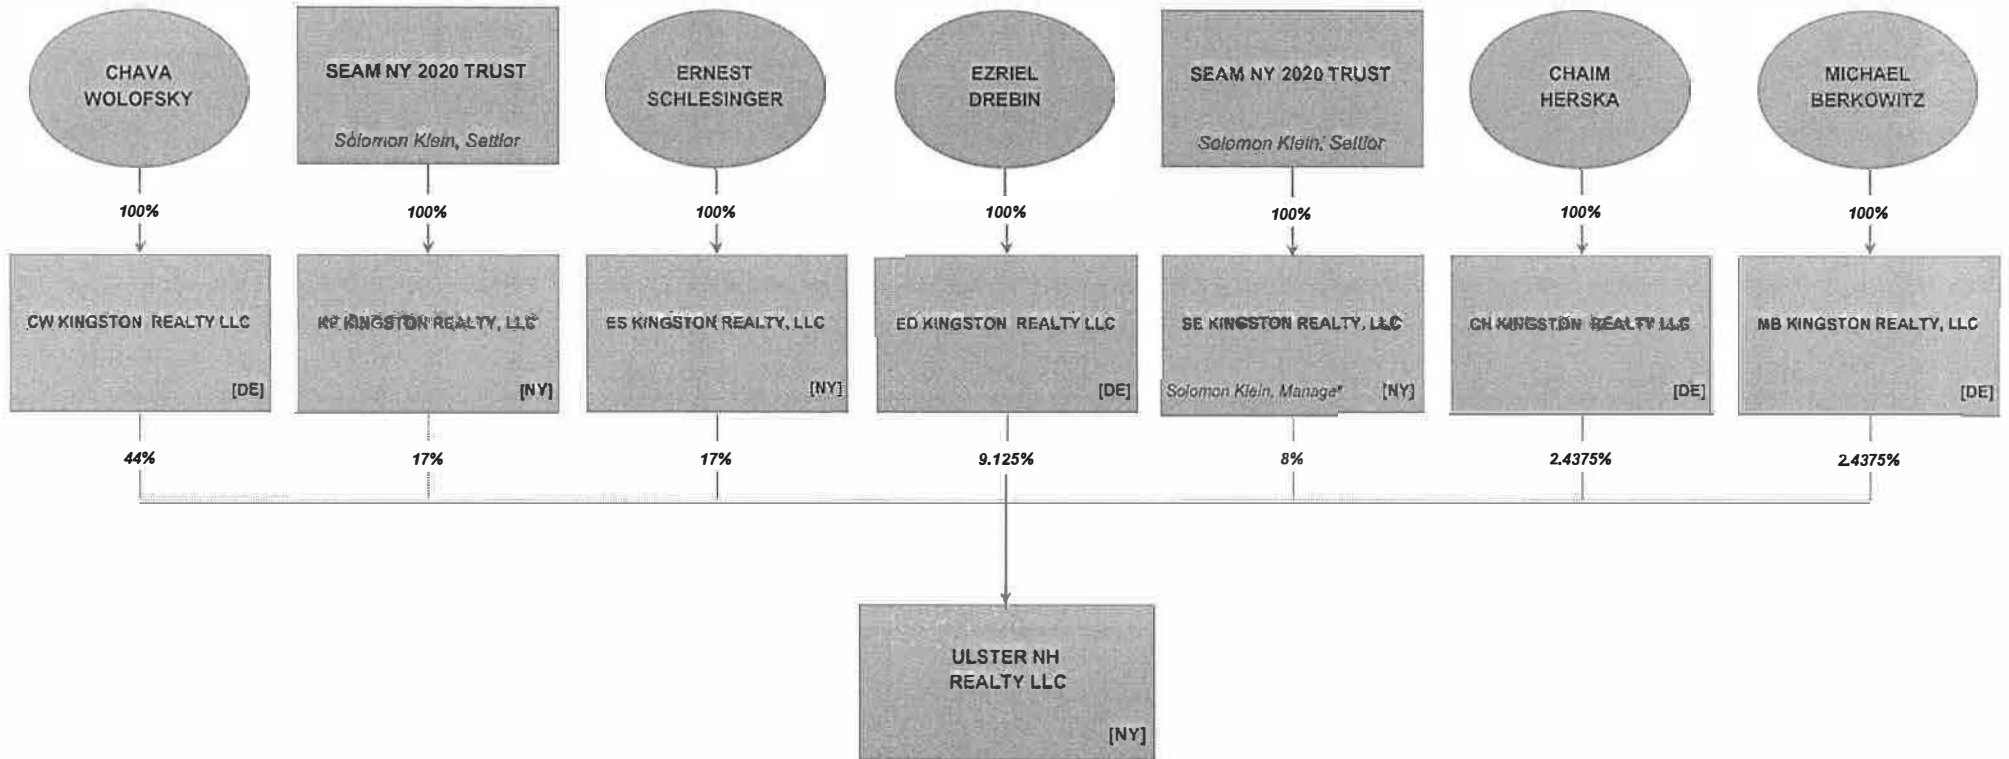 CHAVA
WOLOFSKY
SEAM NY 2020 TRUST
Solomon Klein, Settlor
ERNEST
SCHLESINGER
EZRIEL
DREBIN
SEAM NY 2020 TRUST
Solomon Klein, Settlor
CHAIM
HERSKA
MICHAEL
BERKOWITZ
100%
100%
100%
100%
100%
100%
100%
CW KINGSTON REALTY LLC
[DE]
KINGSTON REALTY, LLC
[NY]
ES KINGSTON REALTY, LLC
[NY]
ED KINGSTON REALTY LLC
[DE]
SE KINGSTON REALTY, LLC
Solomon Klein, Manage*
[NY]
CH KINGSTON REALTY LLC
[DE]
MB KINGSTON REALTY, LLC
[DE]
44%
17%
17%
9.125%
8%
2.4375%
2.4375%
ULSTER NH
REALTY LLC
[NY]